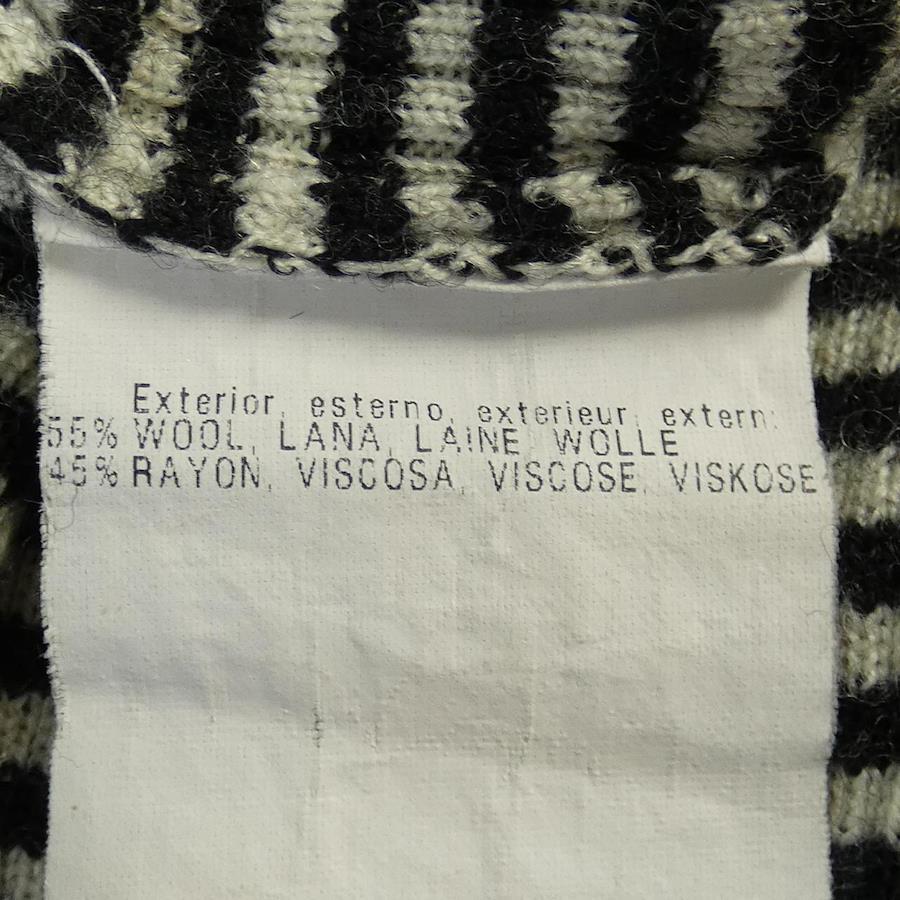 Exterior, esterno, exterieur, extern:
55% WOOL, LANA, LAINE, WOLLE
45% RAYON, VISCOSA, VISCOSE, VISKOSE